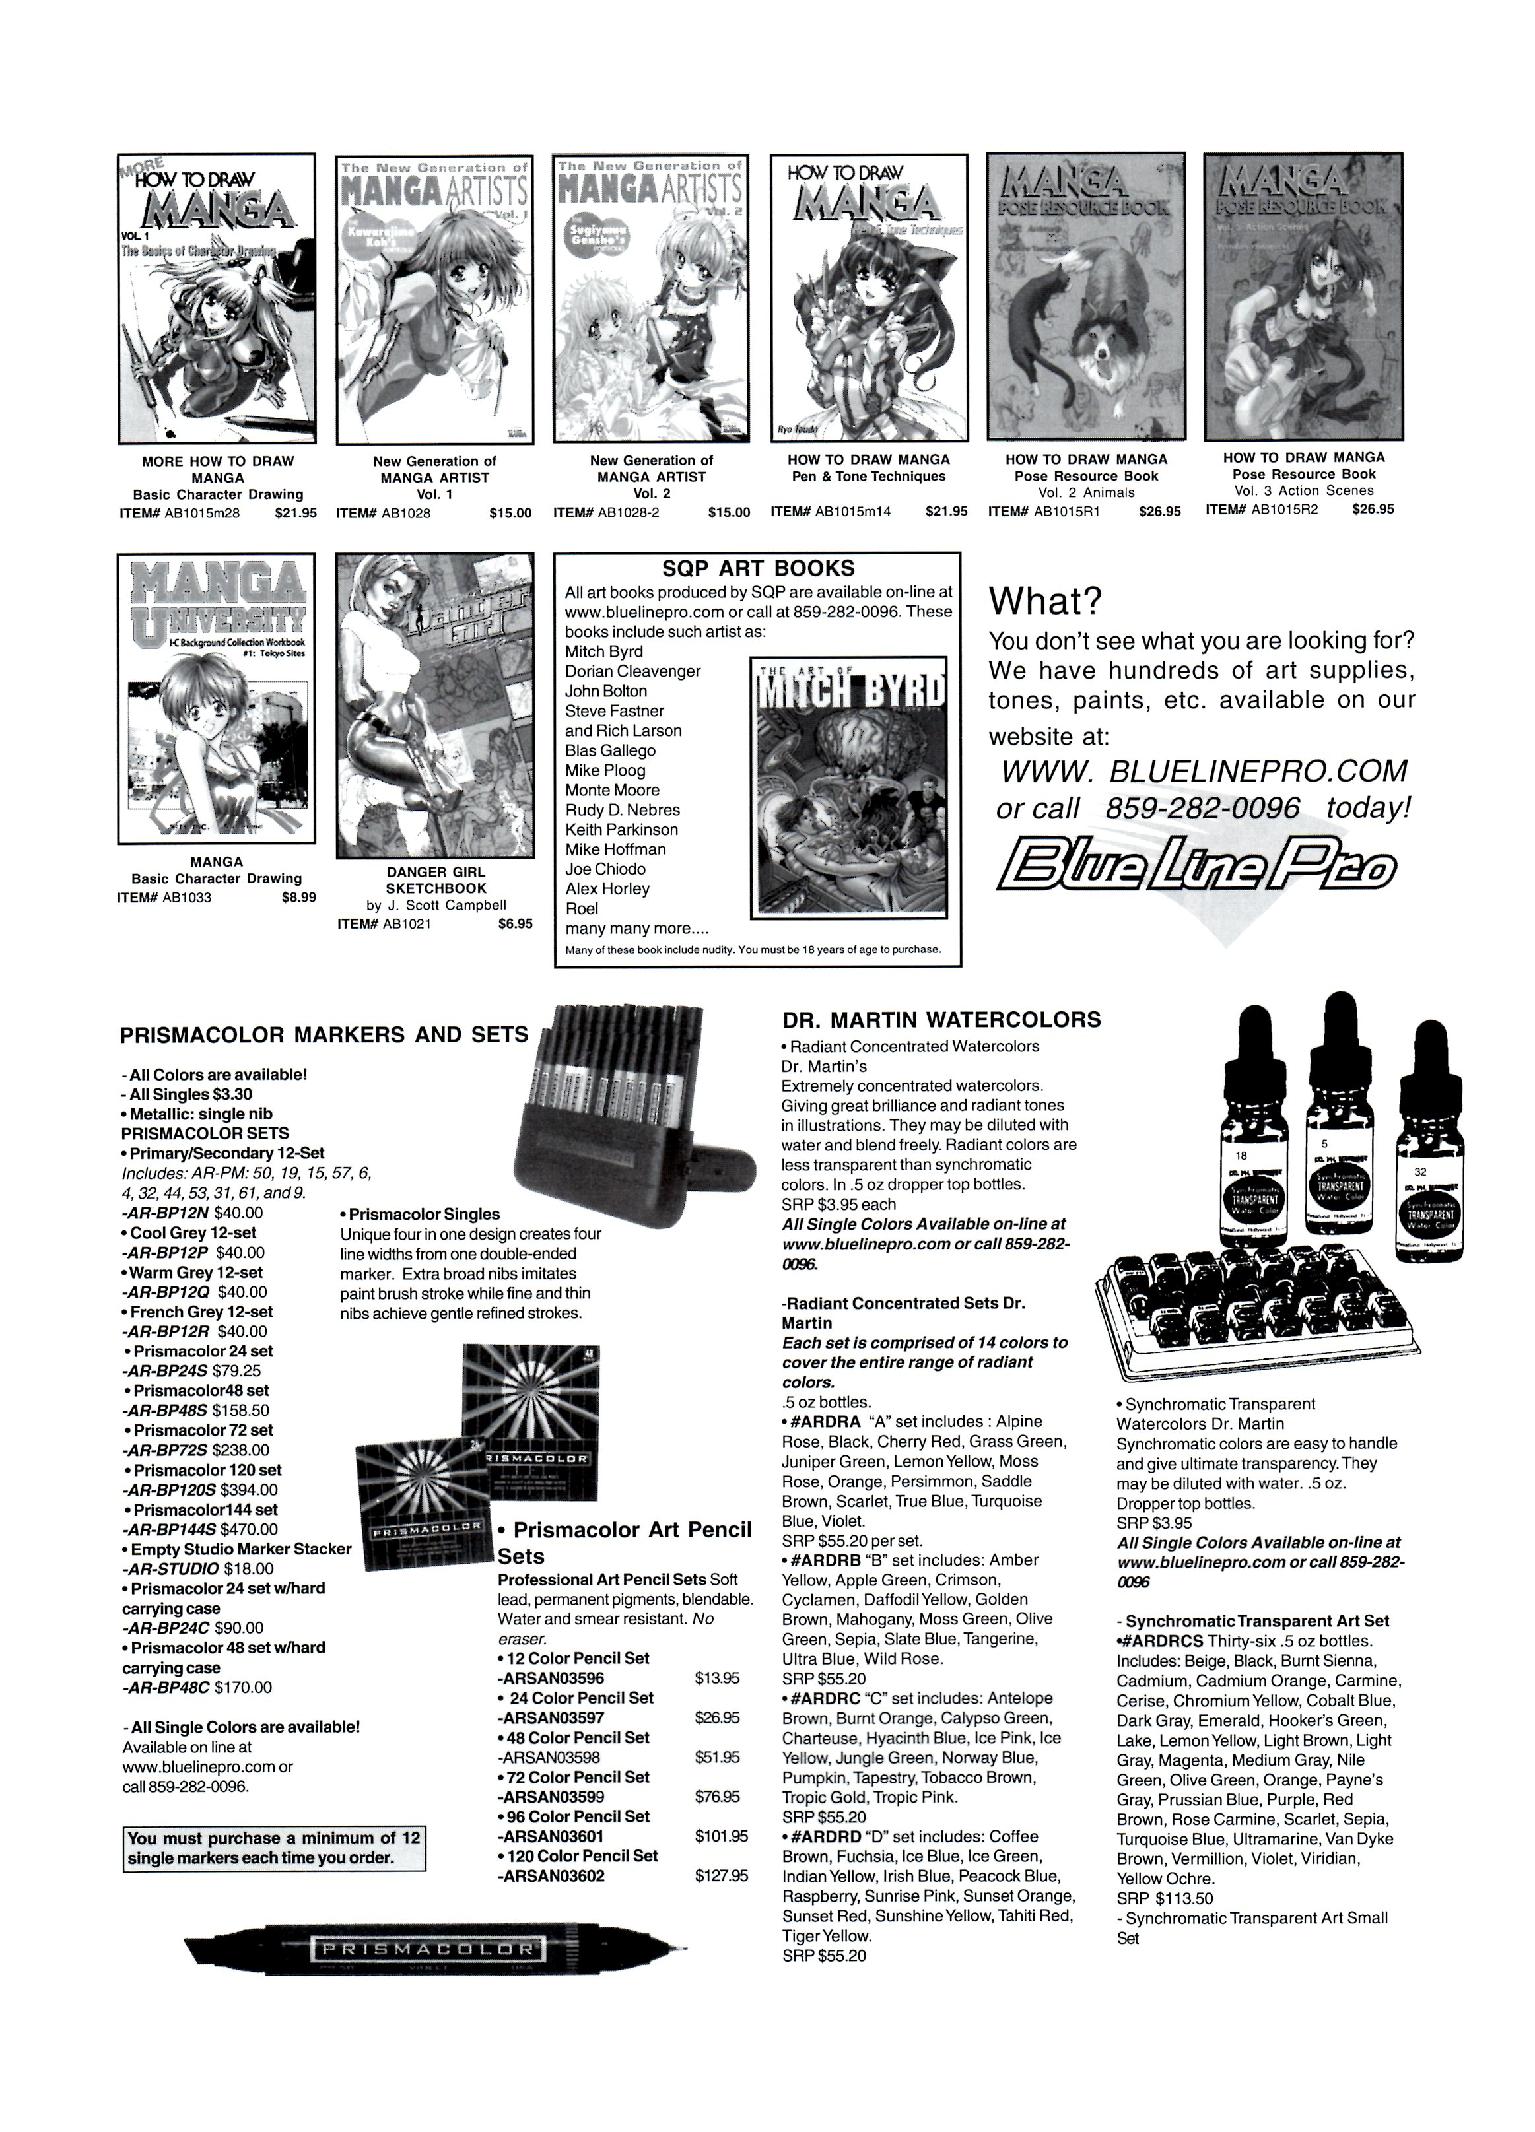 MORE
HOW TO DRAW
MANGA
VOL. 1
The Basics of Character Drawing
MORE HOW TO DRAW
MANGA
Basic Character Drawing
ITEM# AB1015m28 $21.95
The New Generation of
MANGA ARTISTS
Vol. 1
Kawarajima
Koh's
New Generation of
MANGA ARTIST
Vol. 1
ITEM# AB1028 $15.00
The New Generation of
MANGA ARTISTS
Vol. 2
Sugiyama
Gensho's
New Generation of
MANGA ARTIST
Vol. 2
ITEM# AB1028-2 $15.00
HOW TO DRAW
MANGA
Pen & Tone Techniques
HOW TO DRAW MANGA
Pen & Tone Techniques
ITEM# AB1015m14 $21.95
MANGA
POSE RESOURCE BOOK
HOW TO DRAW MANGA
Pose Resource Book
Vol. 2 Animals
ITEM# AB1015R1 $26.95
MANGA
POSE RESOURCE BOOK
Vol. 3 Action Scenes
HOW TO DRAW MANGA
Pose Resource Book
Vol. 3 Action Scenes
ITEM# AB1015R2 $26.95
MANGA
UNIVERSITY
I-C Background Collection Workbook
#1: Tokyo Sites
MANGA
Basic Character Drawing
ITEM# AB1033 $8.99
Danger
Girl
DANGER GIRL
SKETCHBOOK
by J. Scott Campbell
ITEM# AB1021 $6.95
SQP ART BOOKS
All art books produced by SQP are available on-line at
www.bluelinepro.com or call at 859-282-0096. These
books include such artist as:
Mitch Byrd
Dorian Cleavenger
John Bolton
Steve Fastner
and Rich Larson
Blas Gallego
Mike Ploog
Monte Moore
Rudy D. Nebres
Keith Parkinson
Mike Hoffman
Joe Chiodo
Alex Horley
Roel
many many more....
Many of these book include nudity. You must be 18 years of age to purchase.
THE ART OF
MITCH BYRD
What?
You don't see what you are looking for?
We have hundreds of art supplies,
tones, paints, etc. available on our
website at:
WWW. BLUELINEPRO.COM
or call 859-282-0096 today!
Blue Line Pro
PRISMACOLOR MARKERS AND SETS
- All Colors are available!
- All Singles $3.30
• Metallic: single nib
PRISMACOLOR SETS
• Primary/Secondary 12-Set
Includes: AR-PM: 50, 19, 15, 57, 6,
4, 32, 44, 53, 31, 61, and 9.
-AR-BP12N $40.00
• Cool Grey 12-set
-AR-BP12P $40.00
•Warm Grey 12-set
-AR-BP12Q $40.00
• French Grey 12-set
-AR-BP12R $40.00
• Prismacolor 24 set
-AR-BP24S $79.25
• Prismacolor48 set
-AR-BP48S $158.50
• Prismacolor 72 set
-AR-BP72S $238.00
• Prismacolor 120 set
-AR-BP120S $394.00
• Prismacolor144 set
-AR-BP144S $470.00
• Empty Studio Marker Stacker
-AR-STUDIO $18.00
• Prismacolor 24 set w/hard
carrying case
-AR-BP24C $90.00
• Prismacolor 48 set w/hard
carrying case
-AR-BP48C $170.00
- All Single Colors are available!
Available on line at
www.bluelinepro.com or
call 859-282-0096.
You must purchase a minimum of 12
single markers each time you order.
• Prismacolor Singles
Unique four in one design creates four
line widths from one double-ended
marker. Extra broad nibs imitates
paint brush stroke while fine and thin
nibs achieve gentle refined strokes.
48
PRISMACOLOR
24
PRISMACOLOR
• Prismacolor Art Pencil
Sets
Professional Art Pencil Sets Soft
lead, permanent pigments, blendable.
Water and smear resistant. No
eraser.
• 12 Color Pencil Set
-ARSAN03596 $13.95
• 24 Color Pencil Set
-ARSAN03597 $26.95
• 48 Color Pencil Set
-ARSAN03598 $51.95
• 72 Color Pencil Set
-ARSAN03599 $76.95
• 96 Color Pencil Set
-ARSAN03601 $101.95
• 120 Color Pencil Set
-ARSAN03602 $127.95
PRISMACOLOR
DR. MARTIN WATERCOLORS
• Radiant Concentrated Watercolors
Dr. Martin's
Extremely concentrated watercolors.
Giving great brilliance and radiant tones
in illustrations. They may be diluted with
water and blend freely. Radiant colors are
less transparent than synchromatic
colors. In .5 oz dropper top bottles.
SRP $3.95 each
All Single Colors Available on-line at
www.bluelinepro.com or call 859-282-
0096.
-Radiant Concentrated Sets Dr.
Martin
Each set is comprised of 14 colors to
cover the entire range of radiant
colors.
.5 oz bottles.
• #ARDRA "A" set includes : Alpine
Rose, Black, Cherry Red, Grass Green,
Juniper Green, Lemon Yellow, Moss
Rose, Orange, Persimmon, Saddle
Brown, Scarlet, True Blue, Turquoise
Blue, Violet.
SRP $55.20 per set.
• #ARDRB "B" set includes: Amber
Yellow, Apple Green, Crimson,
Cyclamen, Daffodil Yellow, Golden
Brown, Mahogany, Moss Green, Olive
Green, Sepia, Slate Blue, Tangerine,
Ultra Blue, Wild Rose.
SRP $55.20
• #ARDRC "C" set includes: Antelope
Brown, Burnt Orange, Calypso Green,
Charteuse, Hyacinth Blue, Ice Pink, Ice
Yellow, Jungle Green, Norway Blue,
Pumpkin, Tapestry, Tobacco Brown,
Tropic Gold, Tropic Pink.
SRP $55.20
• #ARDRD "D" set includes: Coffee
Brown, Fuchsia, Ice Blue, Ice Green,
Indian Yellow, Irish Blue, Peacock Blue,
Raspberry, Sunrise Pink, Sunset Orange,
Sunset Red, Sunshine Yellow, Tahiti Red,
Tiger Yellow.
SRP $55.20
18
TRANSPARENT
Water Color
5
Synchromatic
TRANSPARENT
Water Color
32
TRANSPARENT
Water Color
• Synchromatic Transparent
Watercolors Dr. Martin
Synchromatic colors are easy to handle
and give ultimate transparency. They
may be diluted with water. .5 oz.
Dropper top bottles.
SRP $3.95
All Single Colors Available on-line at
www.bluelinepro.com or call 859-282-
0096
- Synchromatic Transparent Art Set
•#ARDRCS Thirty-six .5 oz bottles.
Includes: Beige, Black, Burnt Sienna,
Cadmium, Cadmium Orange, Carmine,
Cerise, Chromium Yellow, Cobalt Blue,
Dark Gray, Emerald, Hooker's Green,
Lake, Lemon Yellow, Light Brown, Light
Gray, Magenta, Medium Gray, Nile
Green, Olive Green, Orange, Payne's
Gray, Prussian Blue, Purple, Red
Brown, Rose Carmine, Scarlet, Sepia,
Turquoise Blue, Ultramarine, Van Dyke
Brown, Vermillion, Violet, Viridian,
Yellow Ochre.
SRP $113.50
- Synchromatic Transparent Art Small
Set